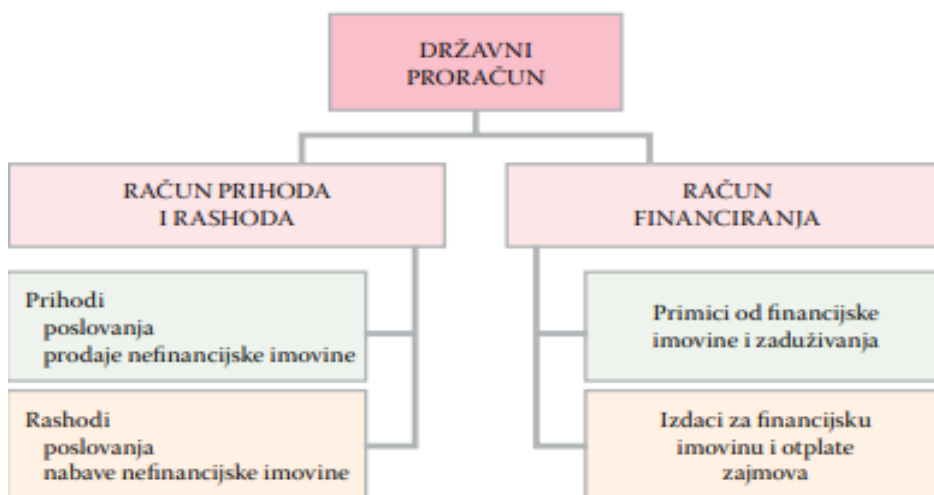 DRŽAVNI
PRORAČUN
RAČUN PRIHODA
I RASHODA
RAČUN
FINANCIRANJA
Prihodi
poslovanja
prodaje nefinancijske imovine
Primici od financijske
imovine i zaduživanja
Rashodi
poslovanja
nabave nefinancijske imovine
Izdaci za financijsku
imovinu i otplate
zajmova